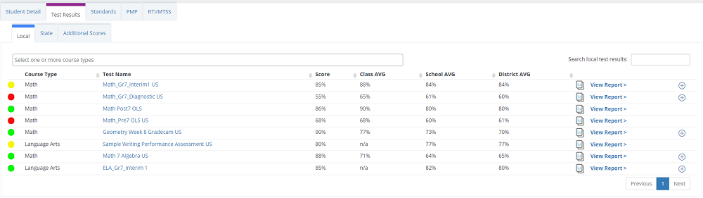 Student Detail Test Results Standards PMP RTI/MTSS
Local State Additional Scores
Select one or more course types Search local test results:
Course Type Test Name Score Class AVG School AVG District AVG
Math Math_Gr7_Interim1 US 85% 88% 84% 84% View Report >
Math Math_Gr7_Diagnostic US 55% 65% 61% 60% View Report >
Math Math Post7 OLS 86% 90% 80% 80% View Report >
Math Math_Pre7 OLS US 68% 68% 60% 61% View Report >
Math Geometry Week 8 Gradecam US 90% 77% 73% 79% View Report >
Language Arts Sample Writing Performance Assessment US 80% n/a 77% 77% View Report >
Math Math 7 Algebra US 88% 71% 64% 65% View Report >
Language Arts ELA_Gr7_Interim 1 85% n/a 82% 80% View Report >
Previous 1 Next